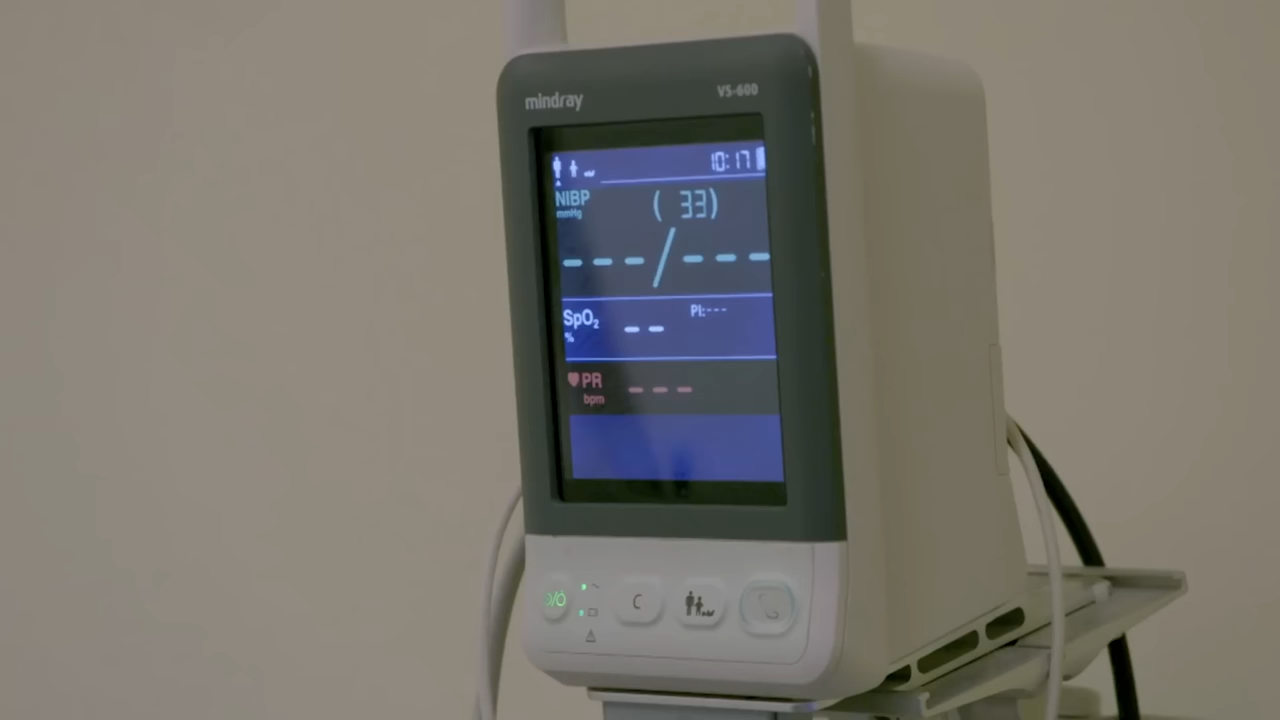 mindray VS-600
10:17
NIBP ( 33)
mmHg
---/---
SpO₂ -- PI:---
%
PR ---
bpm
C